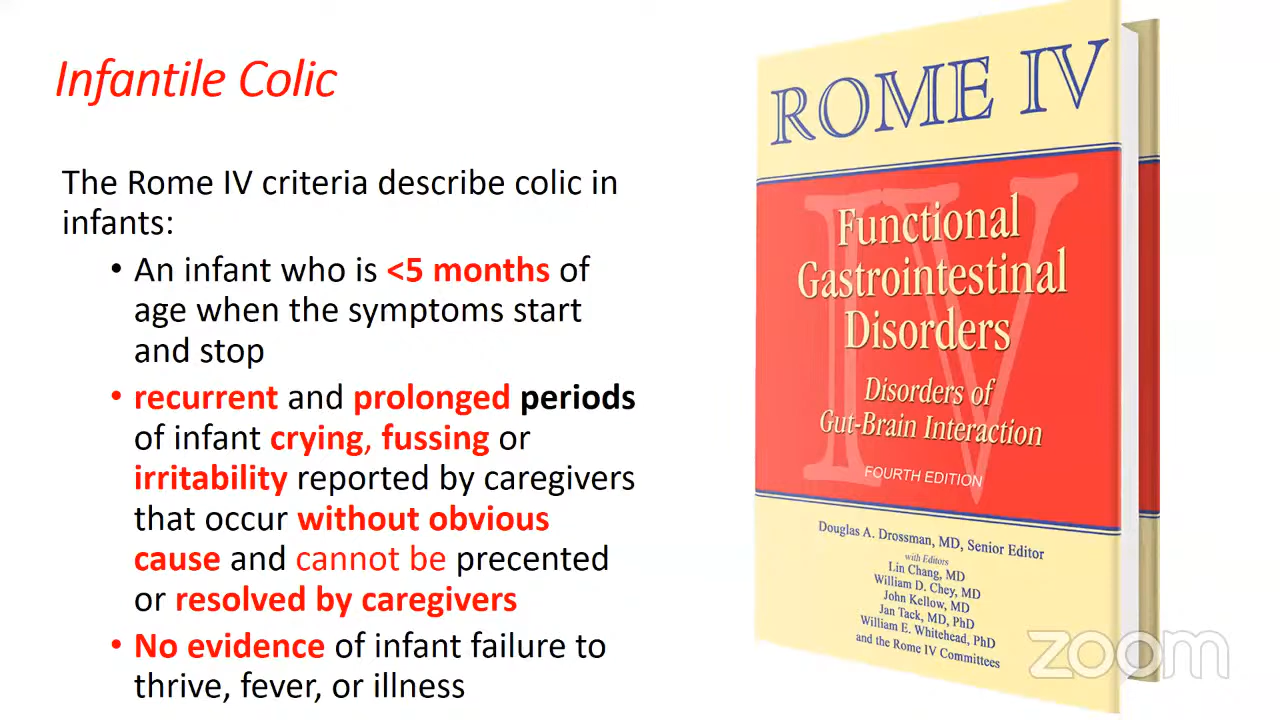 Infantile Colic
The Rome IV criteria describe colic in
infants:
• An infant who is <5 months of
age when the symptoms start
and stop
• recurrent and prolonged periods
of infant crying, fussing or
irritability reported by caregivers
that occur without obvious
cause and cannot be precented
or resolved by caregivers
• No evidence of infant failure to
thrive, fever, or illness
ROME IV
IV
Functional
Gastrointestinal
Disorders
Disorders of
Gut-Brain Interaction
FOURTH EDITION
Douglas A. Drossman, MD, Senior Editor
with Editors
Lin Chang, MD
William D. Chey, MD
John Kellow, MD
Jan Tack, MD, PhD
William E. Whitehead, PhD
and the Rome IV Committees
zoom